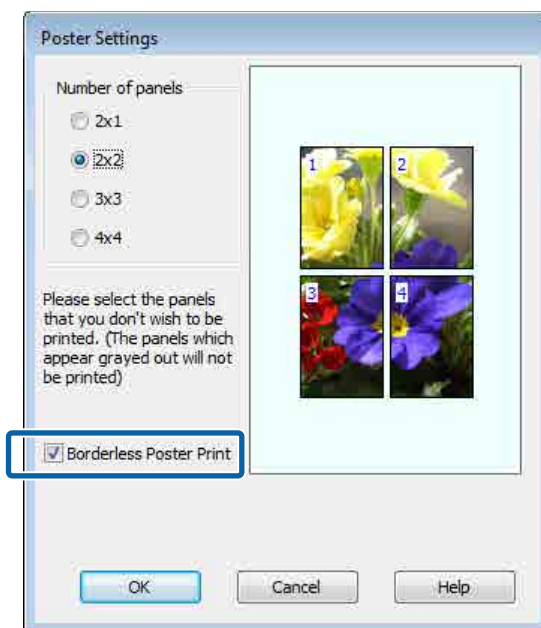 Poster Settings
Number of panels
2x1
2x2
3x3
4x4
1
2
3
4
Please select the panels
that you don't wish to be
printed. (The panels which
appear grayed out will not
be printed)
Borderless Poster Print
OK
Cancel
Help